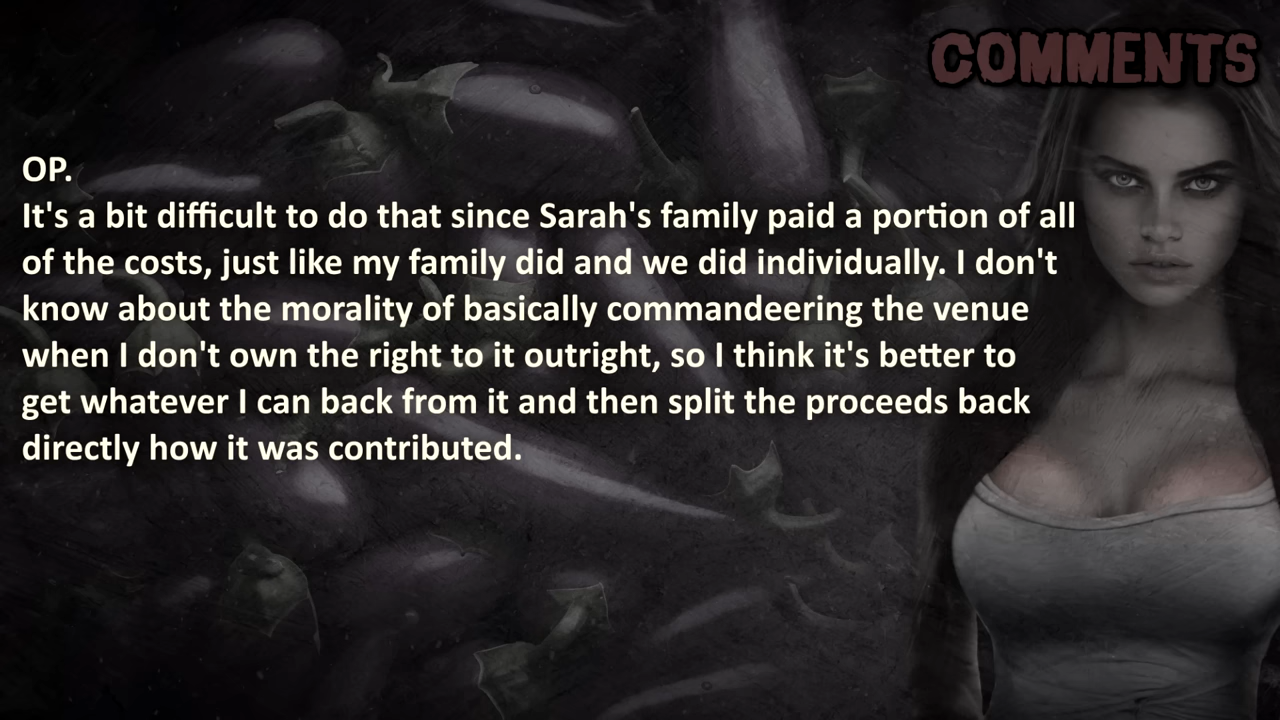 COMMENTS
OP.
It's a bit difficult to do that since Sarah's family paid a portion of all
of the costs, just like my family did and we did individually. I don't
know about the morality of basically commandeering the venue
when I don't own the right to it outright, so I think it's better to
get whatever I can back from it and then split the proceeds back
directly how it was contributed.